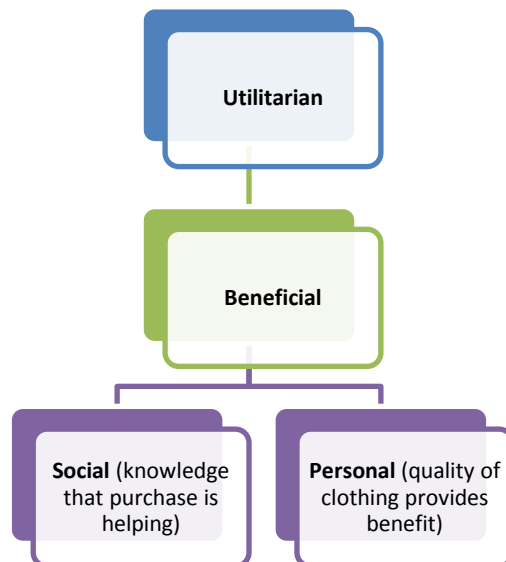 Utilitarian
Beneficial
Social (knowledge
that purchase is
helping)
Personal (quality of
clothing provides
benefit)